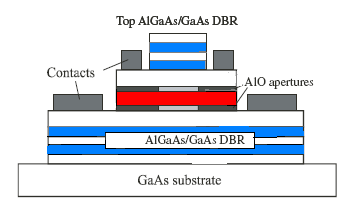 Top AlGaAs/GaAs DBR
Contacts
AlO apertures
AlGaAs/GaAs DBR
GaAs substrate